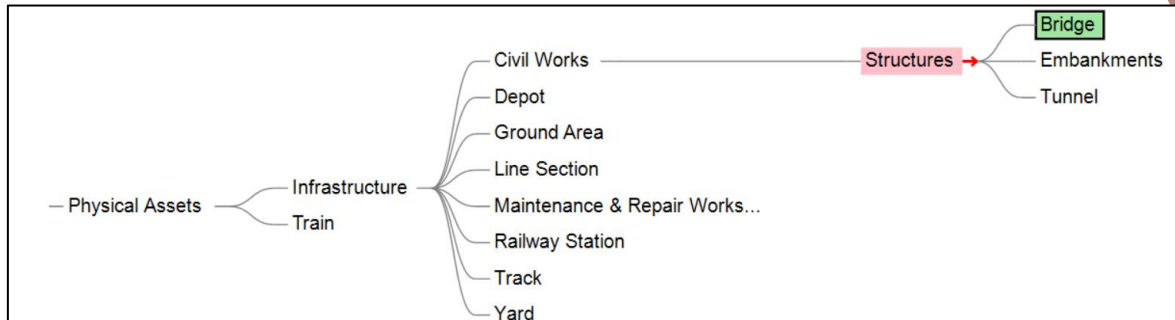 Bridge
Civil Works
Structures
Embankments
Depot
Tunnel
Ground Area
Line Section
Infrastructure
Physical Assets
Maintenance & Repair Works...
Train
Railway Station
Track
Yard